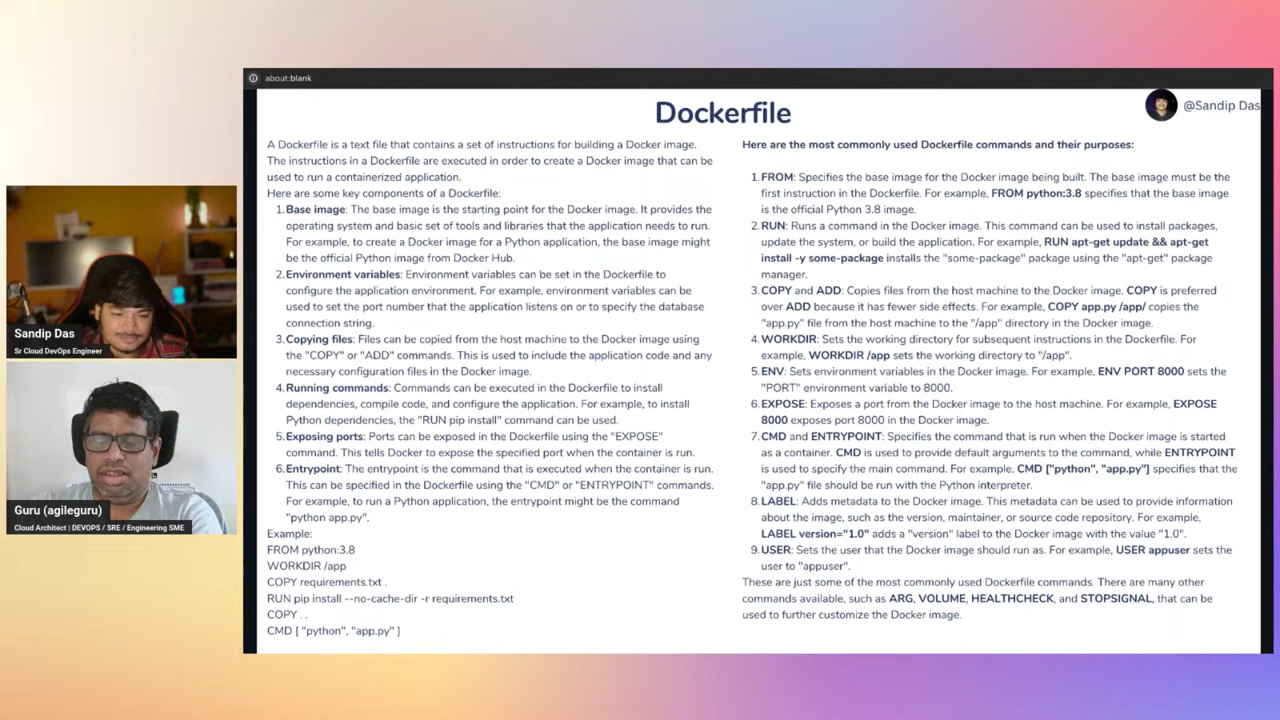 about:blank
Dockerfile
@Sandip Das
A Dockerfile is a text file that contains a set of instructions for building a Docker image.
The instructions in a Dockerfile are executed in order to create a Docker image that can be
used to run a containerized application.
Here are some key components of a Dockerfile:
1. Base image: The base image is the starting point for the Docker image. It provides the
operating system and basic set of tools and libraries that the application needs to run.
For example, to create a Docker image for a Python application, the base image might
be the official Python image from Docker Hub.
2. Environment variables: Environment variables can be set in the Dockerfile to
configure the application environment. For example, environment variables can be
used to set the port number that the application listens on or to specify the database
connection string.
3. Copying files: Files can be copied from the host machine to the Docker image using
the "COPY" or "ADD" commands. This is used to include the application code and any
necessary configuration files in the Docker image.
4. Running commands: Commands can be executed in the Dockerfile to install
dependencies, compile code, and configure the application. For example, to install
Python dependencies, the "RUN pip install" command can be used.
5. Exposing ports: Ports can be exposed in the Dockerfile using the "EXPOSE"
command. This tells Docker to expose the specified port when the container is run.
6. Entrypoint: The entrypoint is the command that is executed when the container is run.
This can be specified in the Dockerfile using the "CMD" or "ENTRYPOINT" commands.
For example, to run a Python application, the entrypoint might be the command
"python app.py".
Example:
FROM python:3.8
WORKDIR /app
COPY requirements.txt .
RUN pip install --no-cache-dir -r requirements.txt
COPY . .
CMD [ "python", "app.py" ]
Here are the most commonly used Dockerfile commands and their purposes:
1. FROM: Specifies the base image for the Docker image being built. The base image must be the
first instruction in the Dockerfile. For example, FROM python:3.8 specifies that the base image
is the official Python 3.8 image.
2. RUN: Runs a command in the Docker image. This command can be used to install packages,
update the system, or build the application. For example, RUN apt-get update && apt-get
install -y some-package installs the "some-package" package using the "apt-get" package
manager.
3. COPY and ADD: Copies files from the host machine to the Docker image. COPY is preferred
over ADD because it has fewer side effects. For example, COPY app.py /app/ copies the
"app.py" file from the host machine to the "/app" directory in the Docker image.
4. WORKDIR: Sets the working directory for subsequent instructions in the Dockerfile. For
example, WORKDIR /app sets the working directory to "/app".
5. ENV: Sets environment variables in the Docker image. For example, ENV PORT 8000 sets the
"PORT" environment variable to 8000.
6. EXPOSE: Exposes a port from the Docker image to the host machine. For example, EXPOSE
8000 exposes port 8000 in the Docker image.
7. CMD and ENTRYPOINT: Specifies the command that is run when the Docker image is started
as a container. CMD is used to provide default arguments to the command, while ENTRYPOINT
is used to specify the main command. For example, CMD ["python", "app.py"] specifies that the
"app.py" file should be run with the Python interpreter.
8. LABEL: Adds metadata to the Docker image. This metadata can be used to provide information
about the image, such as the version, maintainer, or source code repository. For example,
LABEL version="1.0" adds a "version" label to the Docker image with the value "1.0".
9. USER: Sets the user that the Docker image should run as. For example, USER appuser sets the
user to "appuser".
These are just some of the most commonly used Dockerfile commands. There are many other
commands available, such as ARG, VOLUME, HEALTHCHECK, and STOPSIGNAL, that can be
used to further customize the Docker image.
Sandip Das
Sr Cloud DevOps Engineer
Guru (agileguru)
Cloud Architect | DEVOPS / SRE / Engineering SME